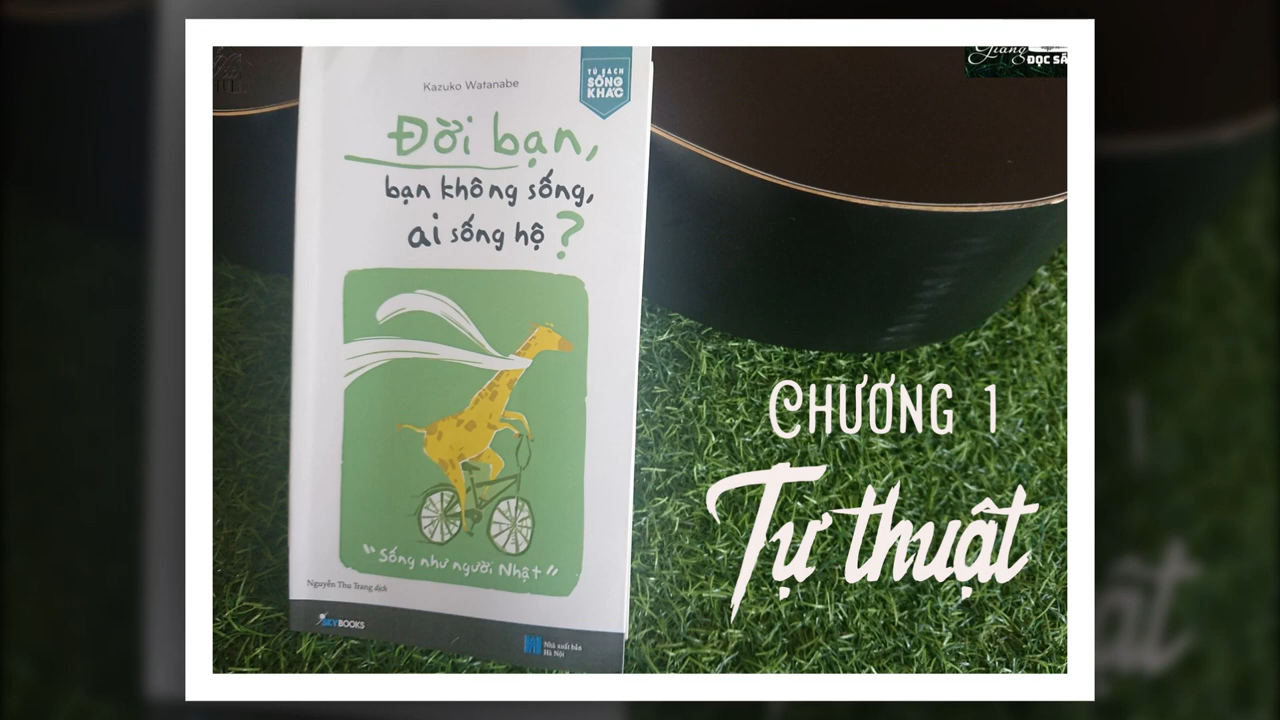 Kazuko Watanabe
TỦ SÁCH
SỐNG
KHÁC
Đời bạn,
bạn không sống,
ai sống hộ?
"Sống như người Nhật"
Nguyễn Thu Trang dịch
SKYBOOKS
Nhà xuất bản
Hà Nội
Giang
ĐỌC SÁ
CHƯƠNG 1
Tự thuật